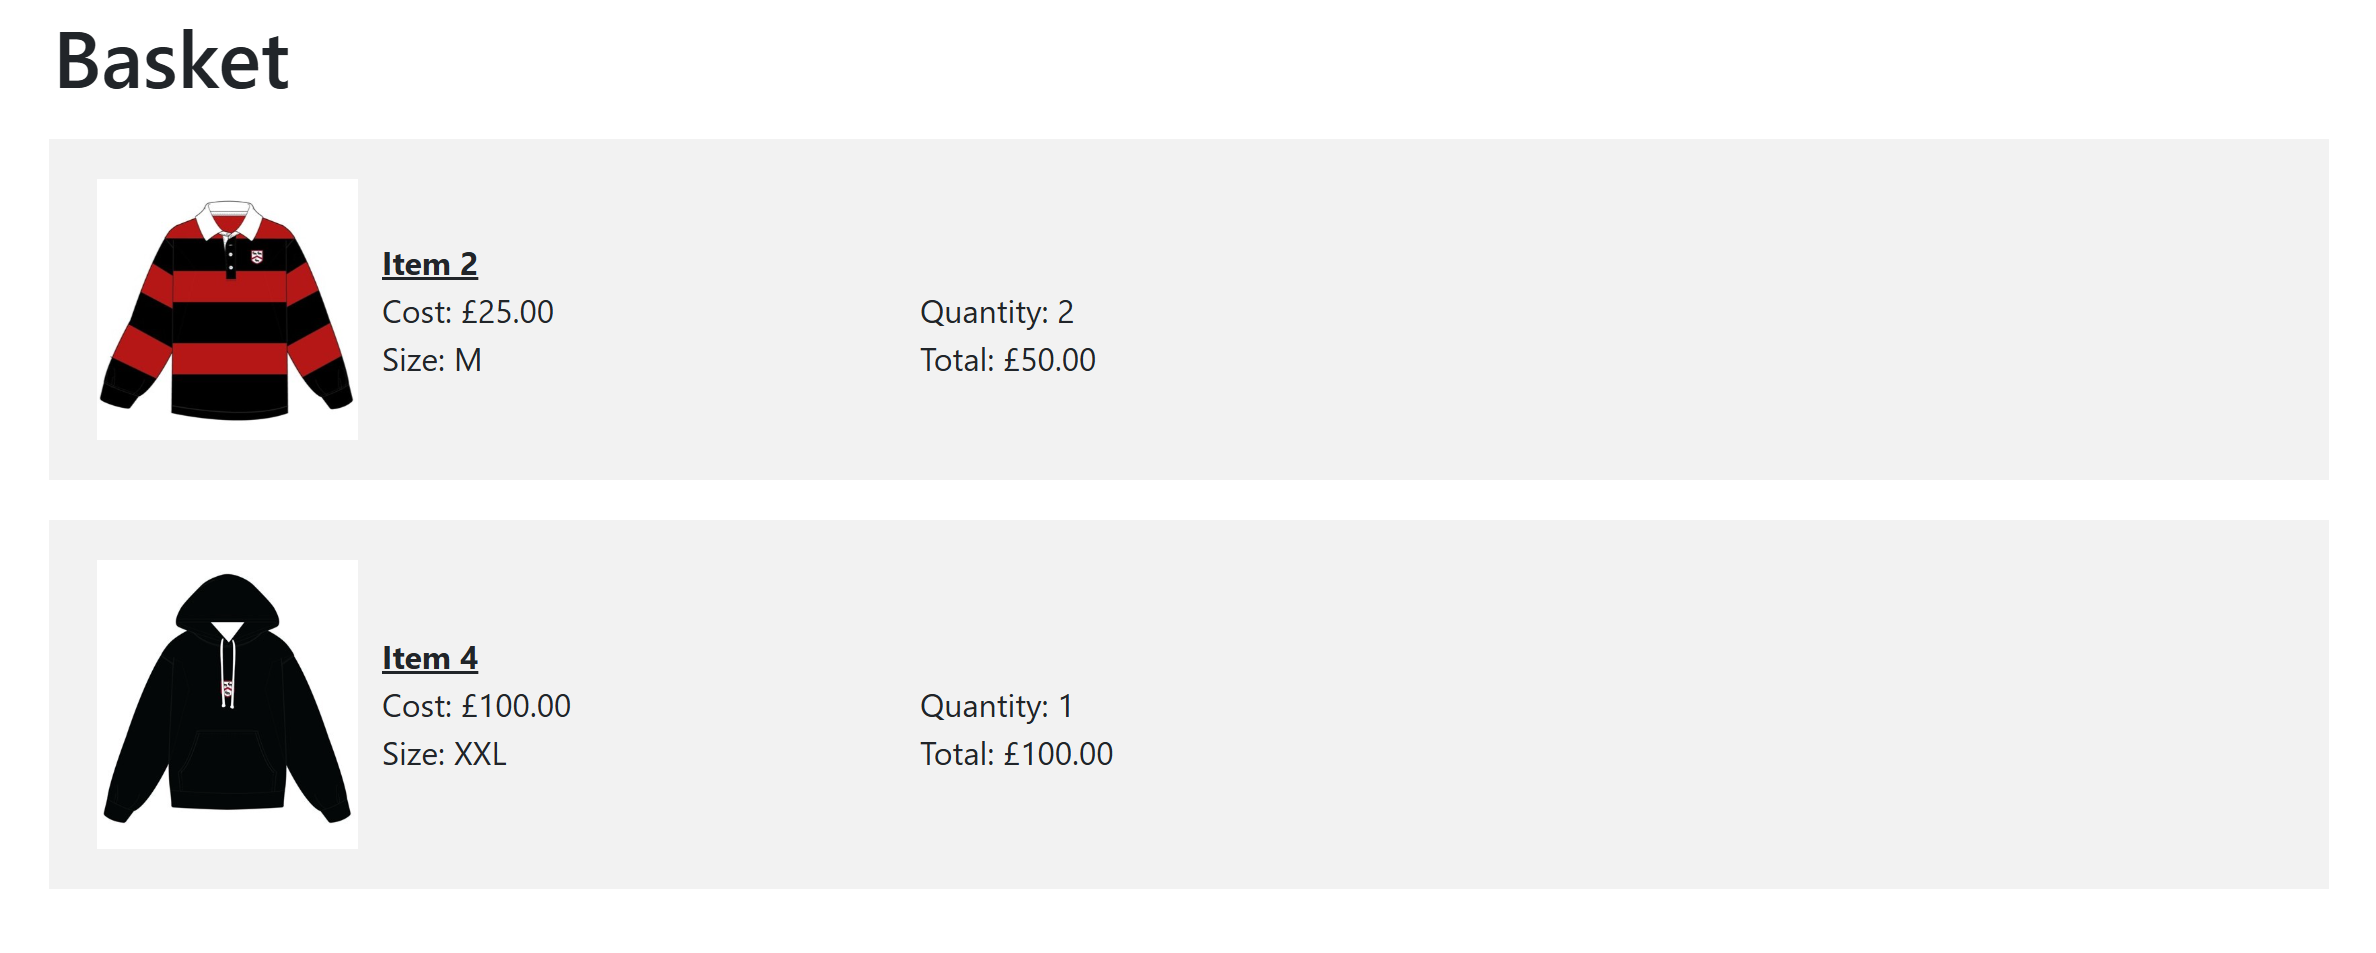 Basket
Item 2
Cost: £25.00
Quantity: 2
Size: M
Total: £50.00
Item 4
Cost: £100.00
Quantity: 1
Size: XXL
Total: £100.00